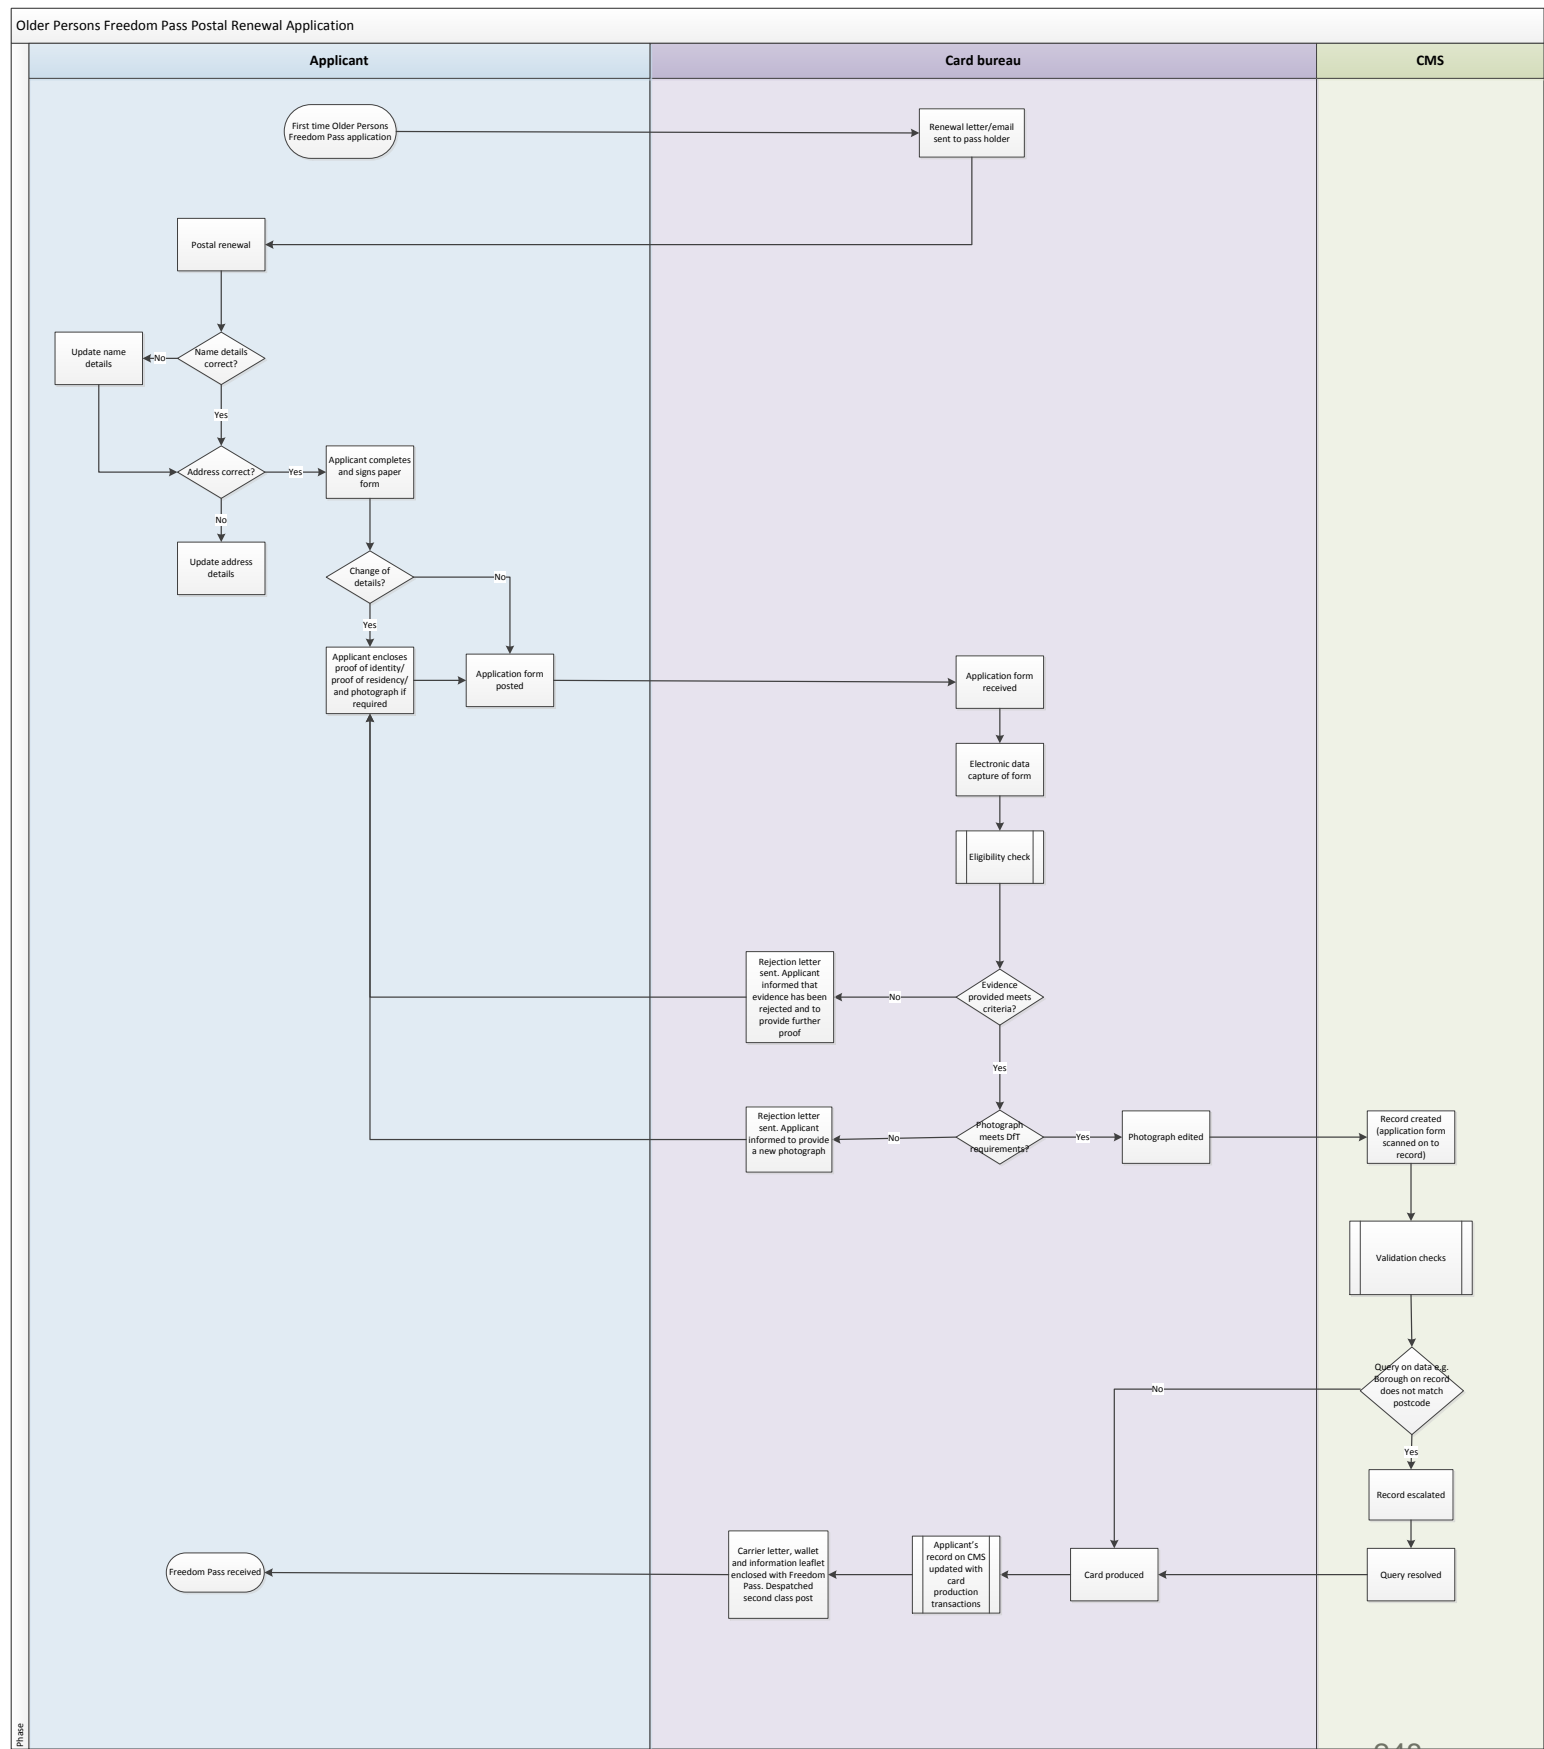 Older Persons Freedom Pass Postal Renewal Application
Applicant
Card bureau
CMS
First time Older Persons
Freedom Pass application
Renewal letter/email
sent to pass holder
Postal renewal
Update name
details
No
Name details
correct?
Yes
Address correct?
Yes
Applicant completes
and signs paper
form
No
Update address
details
Change of
details?
No
Yes
Applicant encloses
proof of identity/
proof of residency/
and photograph if
required
Application form
posted
Application form
received
Electronic data
capture of form
Eligibility check
Rejection letter
sent. Applicant
informed that
evidence has been
rejected and to
provide further
proof
No
Evidence
provided meets
criteria?
Yes
Rejection letter
sent. Applicant
informed to provide
a new photograph
No
Photograph
meets DfT
requirements?
Yes
Photograph edited
Record created
(application form
scanned on to
record)
Validation checks
Query on data e.g.
Borough on record
does not match
postcode
No
Yes
Record escalated
Freedom Pass received
Carrier letter, wallet
and information leaflet
enclosed with Freedom
Pass. Despatched
second class post
Applicant's
record on CMS
updated with
card
production
transactions
Card produced
Query resolved
Phase